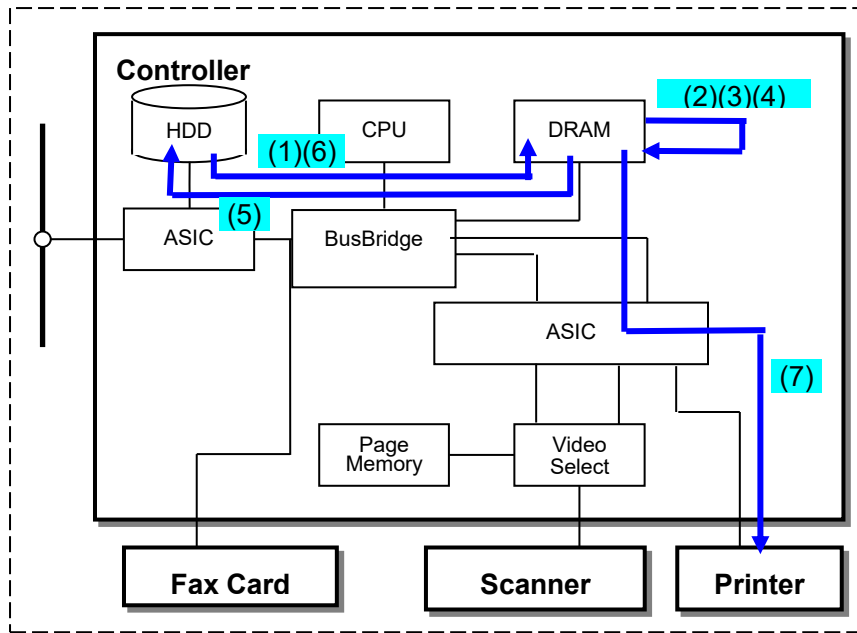 Controller
HDD
CPU
DRAM
(2)(3)(4)
(1)(6)
(5)
ASIC
BusBridge
ASIC
(7)
Page
Memory
Video
Select
Fax Card
Scanner
Printer